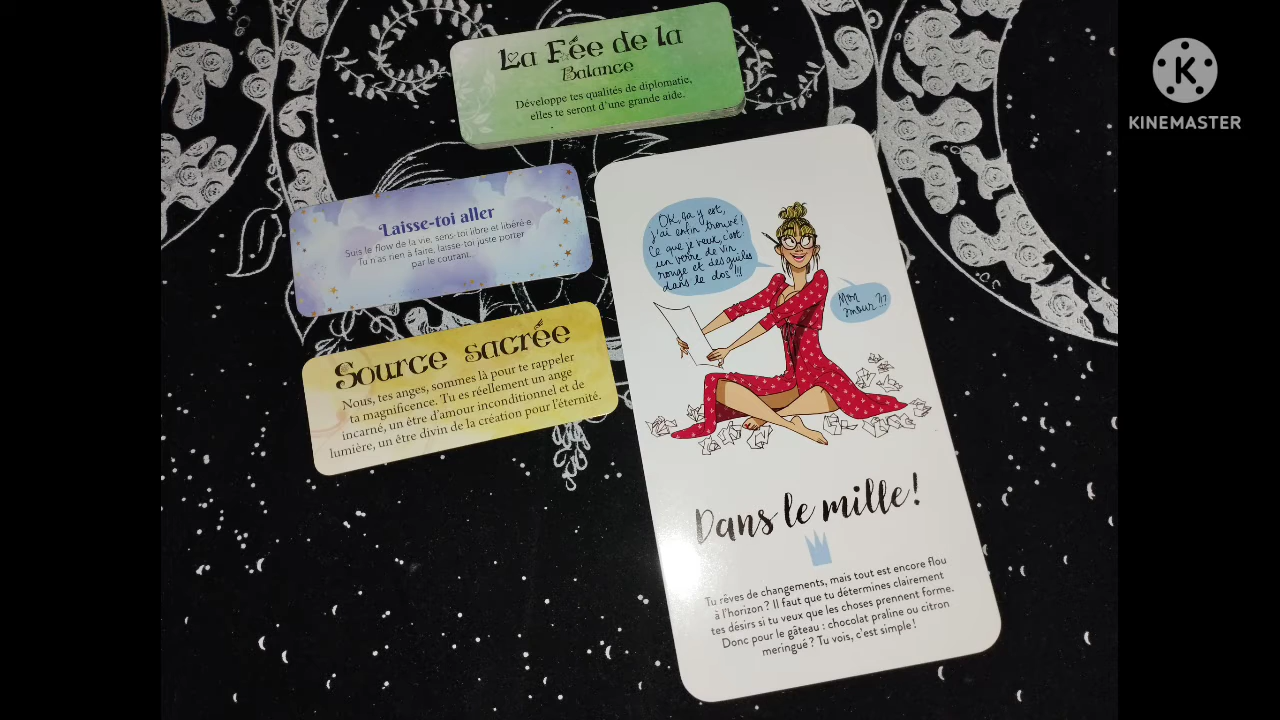 La Fée de la
Balance
Développe tes qualités de diplomatie,
elles te seront d'une grande aide.
Laisse-toi aller
Suis le flow de la vie, sens-toi libre et libéré·e
Tu n'as rien à faire, laisse-toi juste porter
par le courant...
Source sacrée
Nous, tes anges, sommes là pour te rappeler
ta magnificence. Tu es réellement un ange
incarné, un être d'amour inconditionnel et de
lumière, un être divin de la création pour l'éternité.
OK, ça y est,
j'ai enfin trouvé!
Ce que je veux, c'est
un verre de vin
rouge et des guilis
dans le dos!!!
Mon
amour?!?
Dans le mille!
Tu rêves de changements, mais tout est encore flou
à l'horizon? Il faut que tu détermines clairement
tes désirs si tu veux que les choses prennent forme.
Donc pour le gâteau : chocolat praline ou citron
meringué? Tu vois, c'est simple!
K
KINEMASTER